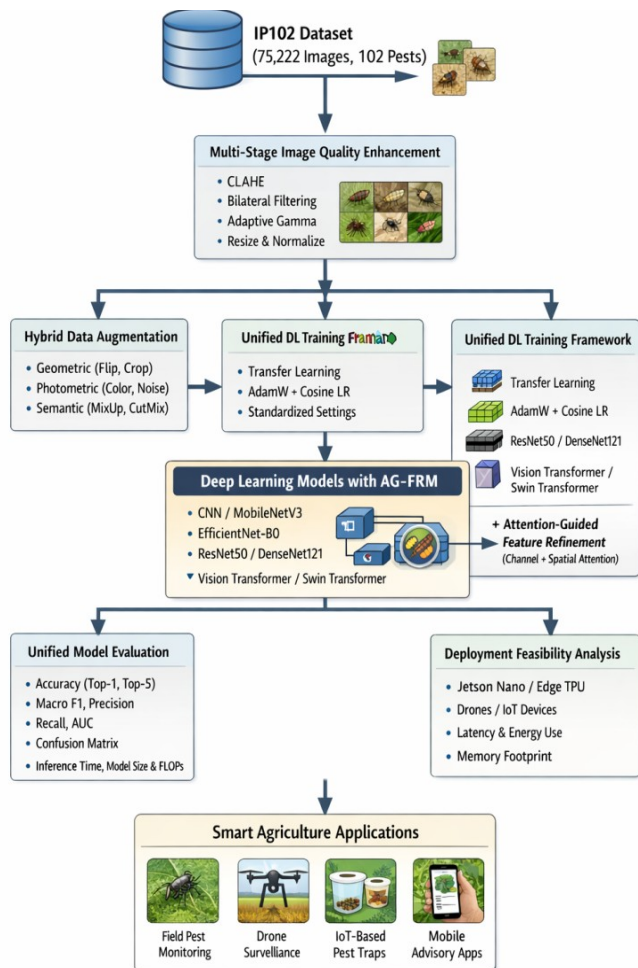 IP102 Dataset
(75,222 Images, 102 Pests)
Multi-Stage Image Quality Enhancement
• CLAHE
• Bilateral Filtering
• Adaptive Gamma
• Resize & Normalize
Hybrid Data Augmentation
• Geometric (Flip, Crop)
• Photometric (Color, Noise)
• Semantic (MixUp, CutMix)
Unified DL Training
• Transfer Learning
• AdamW + Cosine LR
• Standardized Settings
Unified DL Training Framework
Transfer Learning
AdamW + Cosine LR
ResNet50 / DenseNet121
Vision Transformer /
Swin Transformer
+ Attention-Guided
Feature Refinement
(Channel + Spatial Attention)
Deep Learning Models with AG-FRM
• CNN / MobileNetV3
• EfficientNet-B0
• ResNet50 / DenseNet121
▾ Vision Transformer / Swin Transformer
Unified Model Evaluation
• Accuracy (Top-1, Top-5)
• Macro F1, Precision
• Recall, AUC
• Confusion Matrix
• Inference Time, Model Size & FLOPs
Deployment Feasibility Analysis
• Jetson Nano / Edge TPU
• Drones / IoT Devices
• Latency & Energy Use
• Memory Footprint
Smart Agriculture Applications
Field Pest
Monitoring
Drone
Survelliance
IoT-Based
Pest Traps
Mobile
Advisory Apps